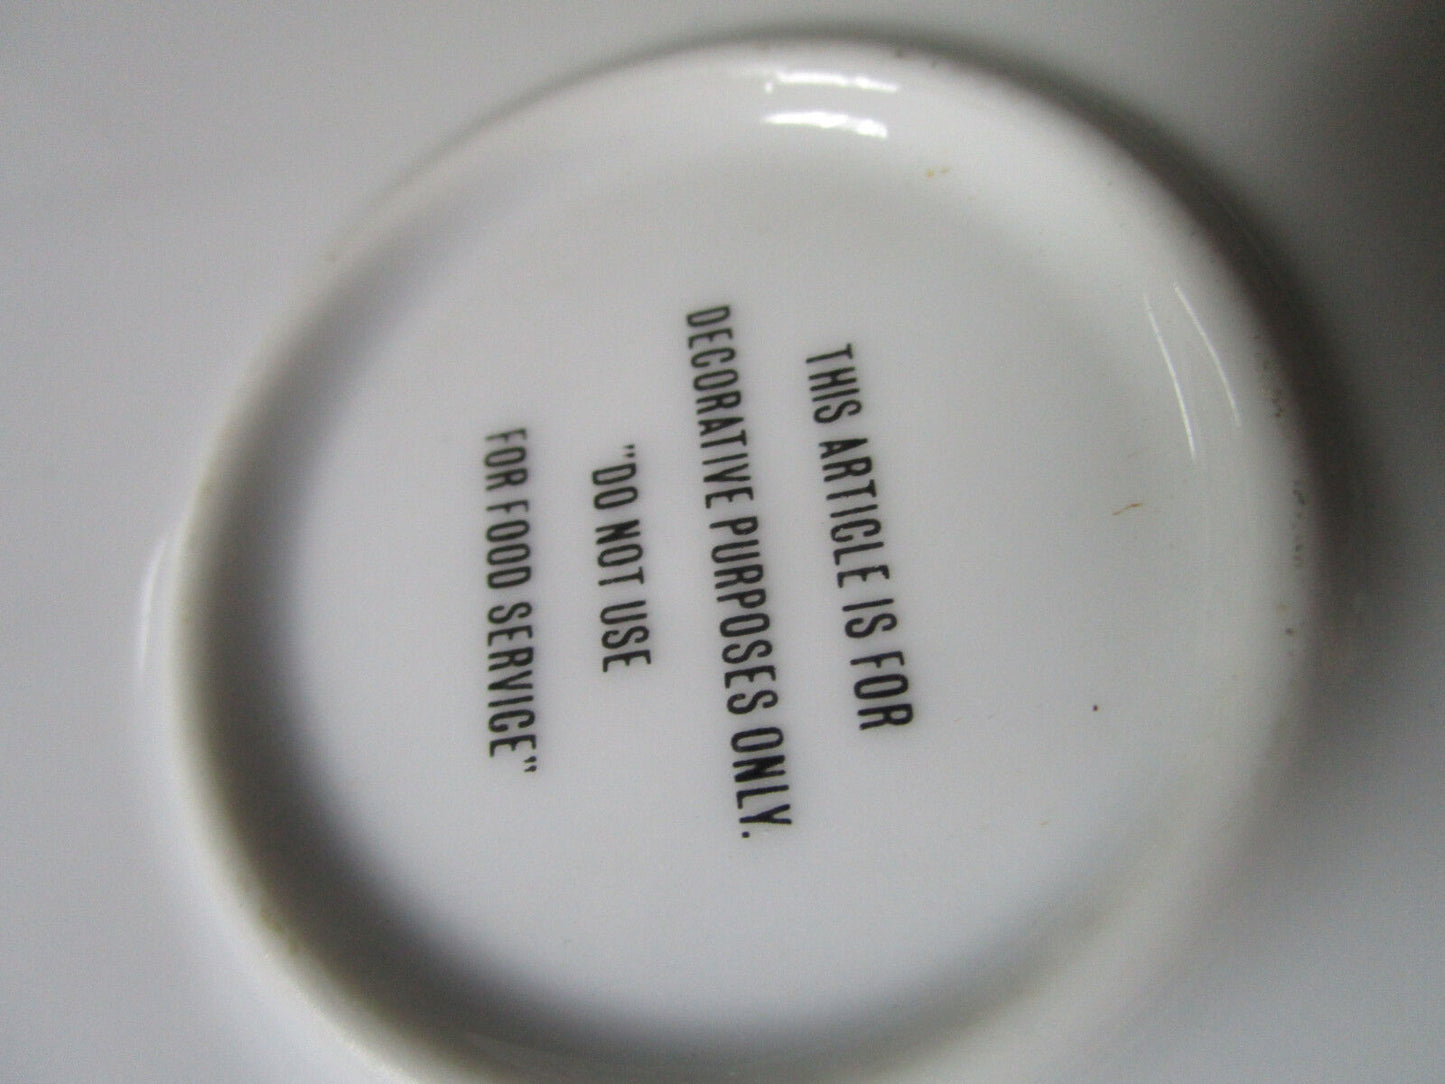 THIS ARTICLE IS FOR
DECORATIVE PURPOSES ONLY.
"DO NOT USE
FOR FOOD SERVICE"